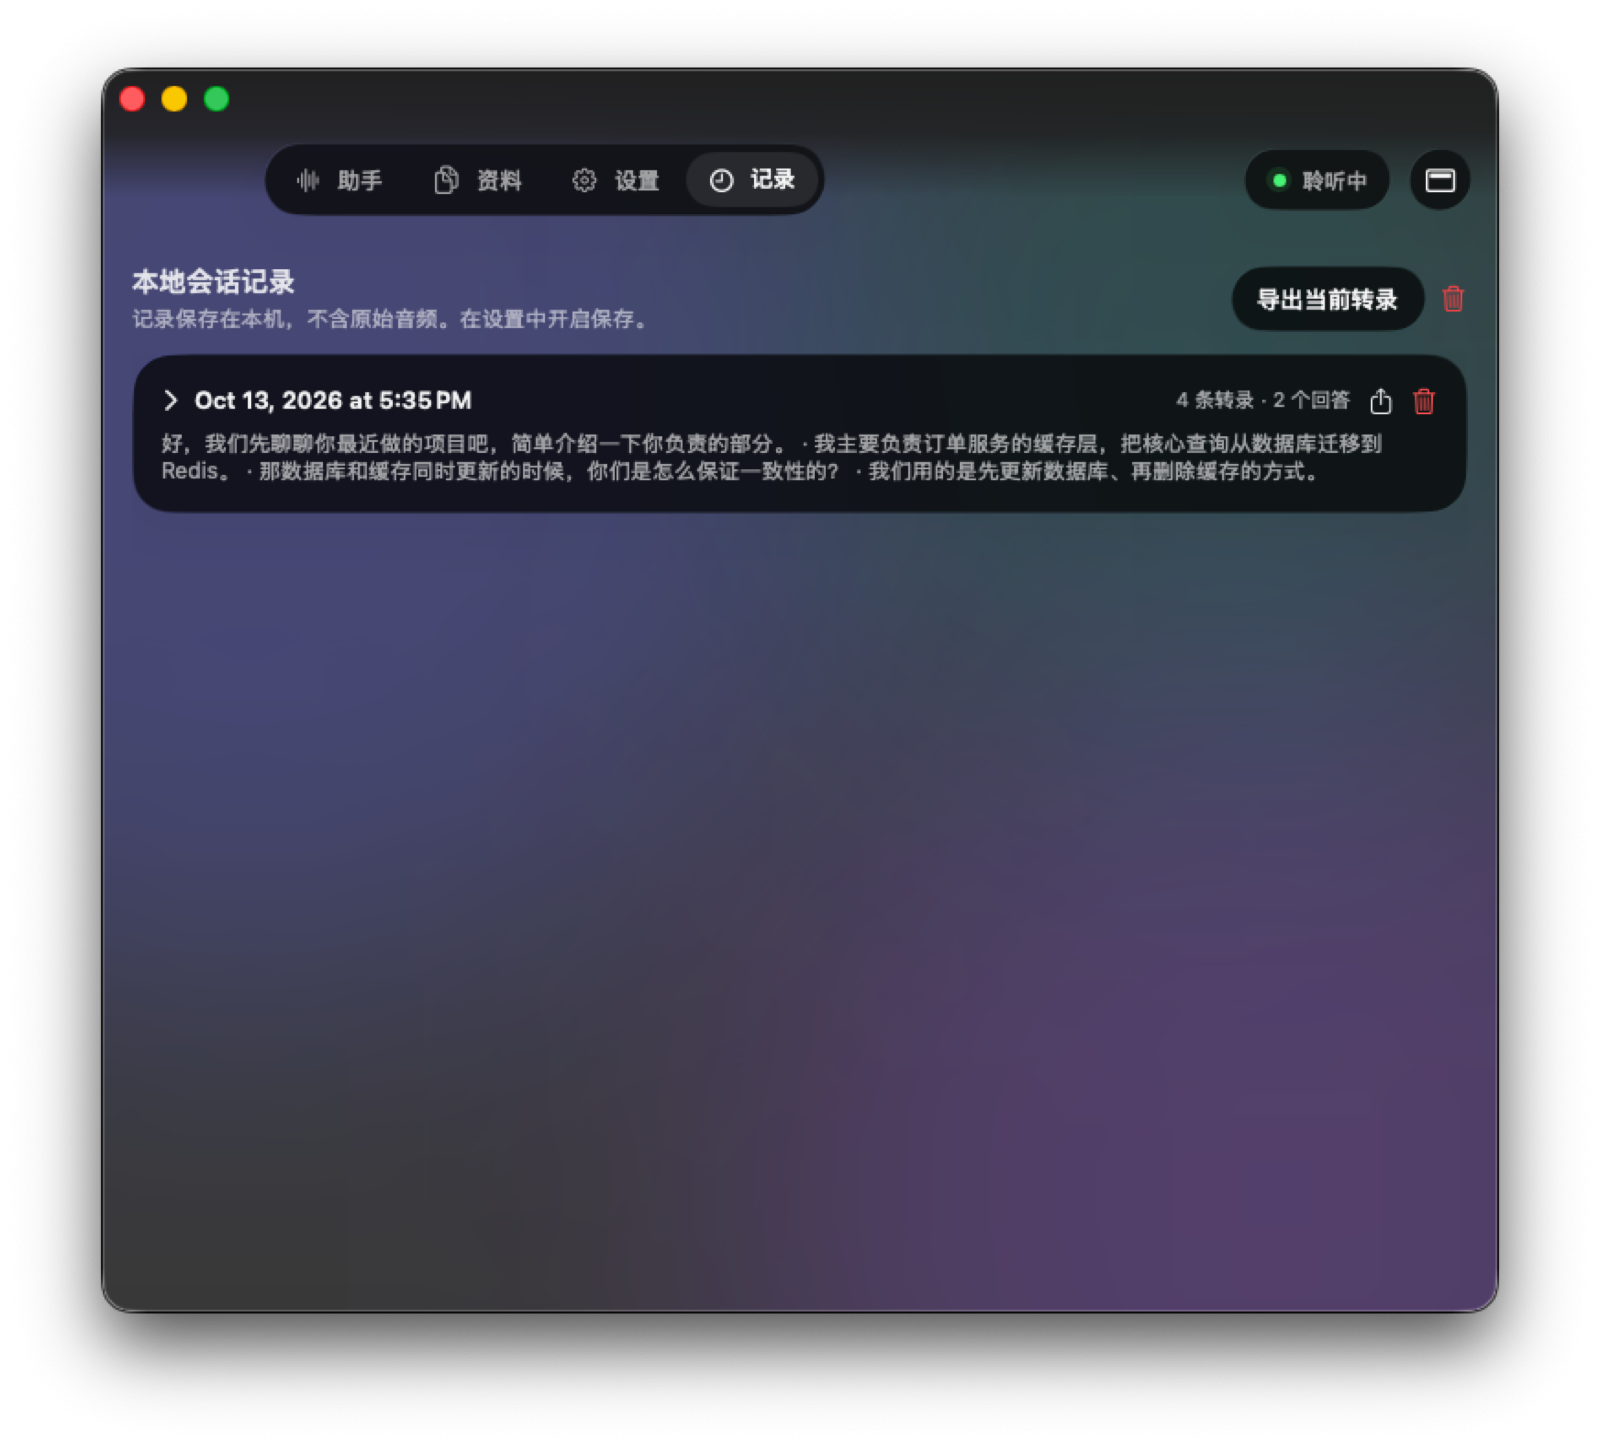 助手 资料 设置 记录 聆听中
本地会话记录
记录保存在本机，不含原始音频。在设置中开启保存。
导出当前转录
Oct 13, 2026 at 5:35 PM
4 条转录 · 2 个回答
好，我们先聊聊你最近做的项目吧，简单介绍一下你负责的部分。 · 我主要负责订单服务的缓存层，把核心查询从数据库迁移到
Redis。 · 那数据库和缓存同时更新的时候，你们是怎么保证一致性的？ · 我们用的是先更新数据库、再删除缓存的方式。